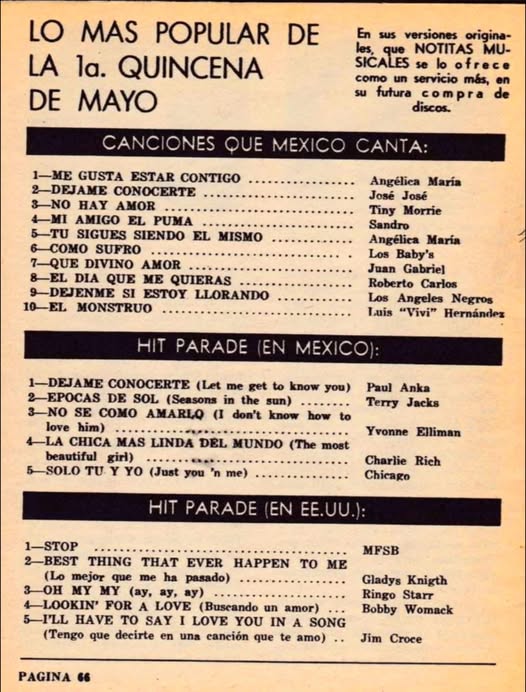 LO MAS POPULAR DE
LA 1a. QUINCENA
DE MAYO
En sus versiones origina-
les, que NOTITAS MU-
SICALES se lo ofrece
como un servicio más, en
su futura compra de
discos.
CANCIONES QUE MEXICO CANTA:
1—ME GUSTA ESTAR CONTIGO .................. Angélica María
2—DEJAME CONOCERTE .................. José José
3—NO HAY AMOR .................. Tiny Morrie
4—MI AMIGO EL PUMA .................. Sandro
5—TU SIGUES SIENDO EL MISMO .................. Angélica María
6—COMO SUFRO .................. Los Baby's
7—QUE DIVINO AMOR .................. Juan Gabriel
8—EL DIA QUE ME QUIERAS .................. Roberto Carlos
9—DEJENME SI ESTOY LLORANDO .................. Los Angeles Negros
10—EL MONSTRUO .................. Luis "Vivi" Hernández
HIT PARADE (EN MEXICO):
1—DEJAME CONOCERTE (Let me get to know you) Paul Anka
2—EPOCAS DE SOL (Seasons in the sun) ........ Terry Jacks
3—NO SE COMO AMARLO (I don't know how to
love him) .................. Yvonne Elliman
4—LA CHICA MAS LINDA DEL MUNDO (The most
beautiful girl) .................. Charlie Rich
5—SOLO TU Y YO (Just you 'n me) .................. Chicago
HIT PARADE (EN EE.UU.):
1—STOP .................. MFSB
2—BEST THING THAT EVER HAPPEN TO ME
(Lo mejor que me ha pasado) .................. Gladys Knigth
3—OH MY MY (ay, ay, ay) .................. Ringo Starr
4—LOOKIN' FOR A LOVE (Buscando un amor) ... Bobby Womack
5—I'LL HAVE TO SAY I LOVE YOU IN A SONG
(Tengo que decirte en una canción que te amo) .. Jim Croce
PAGINA 66